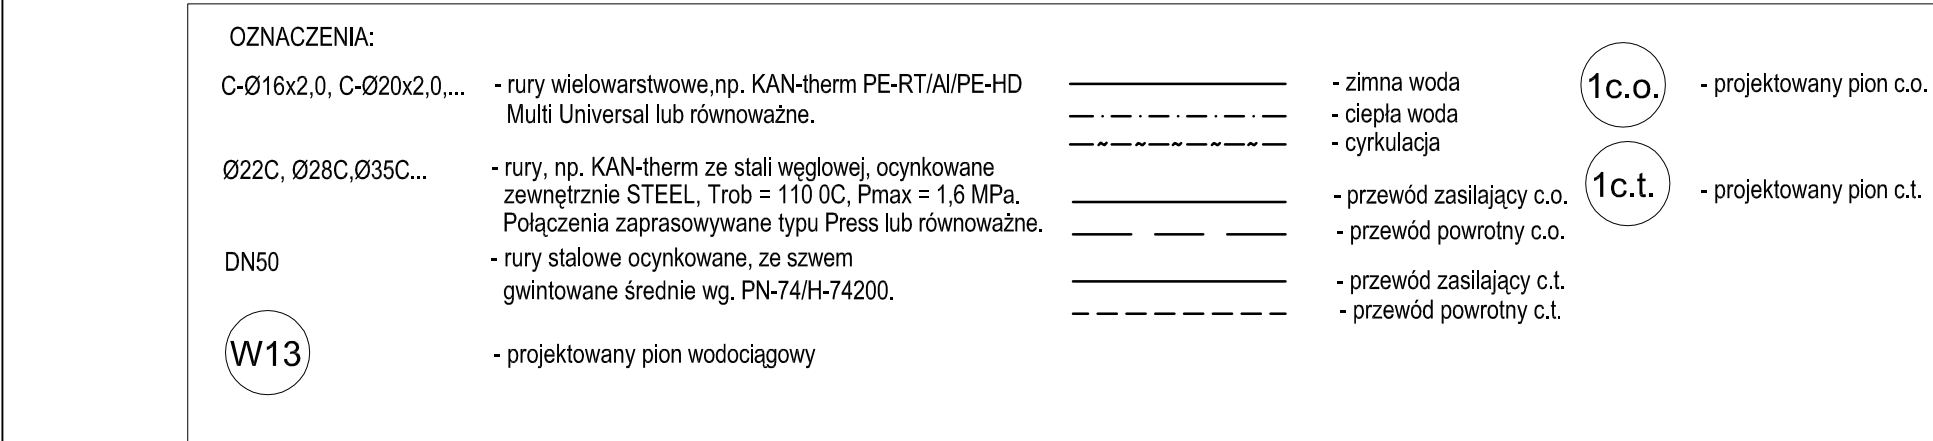 OZNACZENIA:
C-Ø16x2,0, C-Ø20x2,0,... - rury wielowarstwowe,np. KAN-therm PE-RT/Al/PE-HD
Multi Universal lub równoważne.
Ø22C, Ø28C,Ø35C... - rury, np. KAN-therm ze stali węglowej, ocynkowane
zewnętrznie STEEL, Trob = 110 0C, Pmax = 1,6 MPa.
Połączenia zaprasowywane typu Press lub równoważne.
DN50 - rury stalowe ocynkowane, ze szwem
gwintowane średnie wg. PN-74/H-74200.
W13 - projektowany pion wodociągowy
- zimna woda
- ciepła woda
- cyrkulacja
- przewód zasilający c.o.
- przewód powrotny c.o.
- przewód zasilający c.t.
- przewód powrotny c.t.
1c.o. - projektowany pion c.o.
1c.t. - projektowany pion c.t.